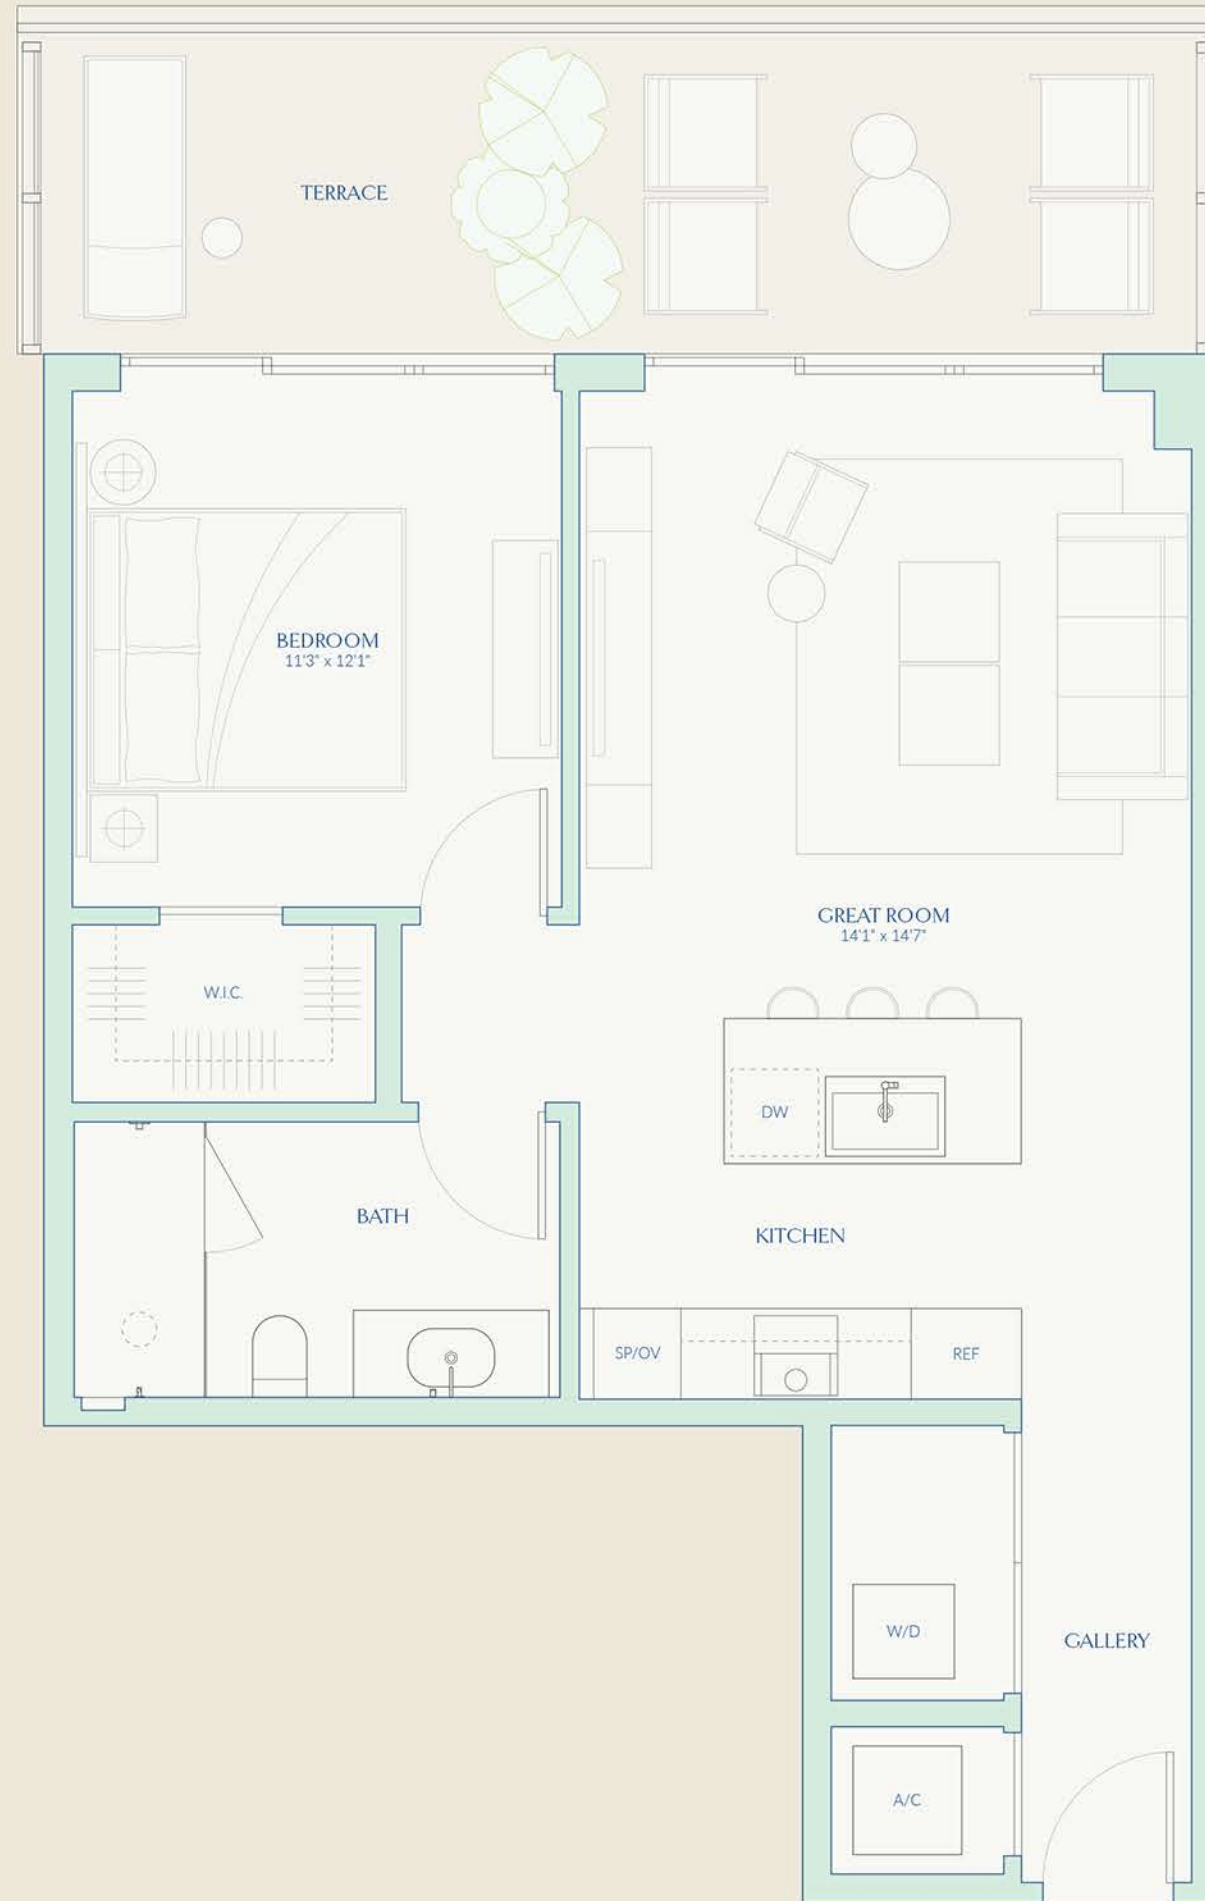 TERRACE
BEDROOM
11'3" x 12'1"
GREAT ROOM
14'1" x 14'7"
W.I.C.
DW
BATH
KITCHEN
SP/OV
REF
W/D
GALLERY
A/C